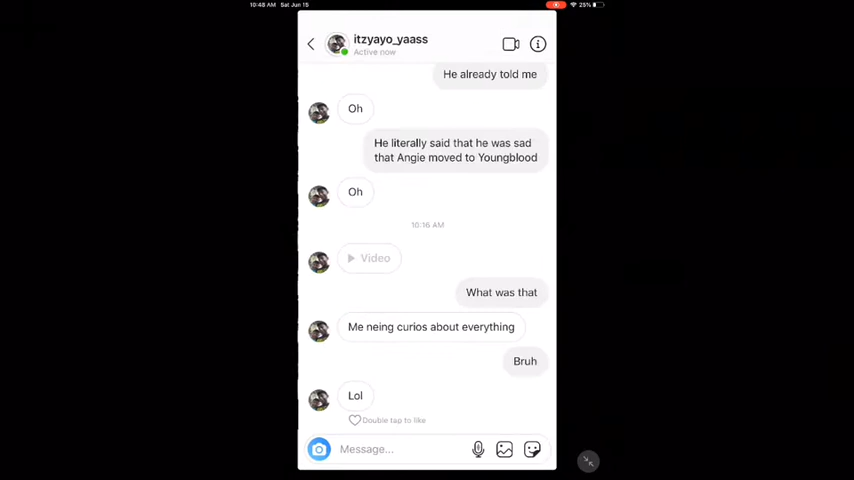 10:48 AM Sat Jun 15
25%
itzyayo_yaass
Active now
He already told me
Oh
He literally said that he was sad
that Angie moved to Youngblood
Oh
10:16 AM
Video
What was that
Me neing curios about everything
Bruh
Lol
Double tap to like
Message...